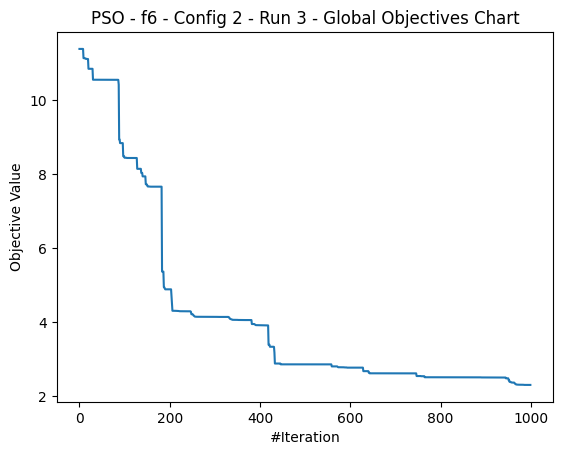 PSO - f6 - Config 2 - Run 3 - Global Objectives Chart
10
8
6
4
2
Objective Value
0 200 400 600 800 1000
#Iteration